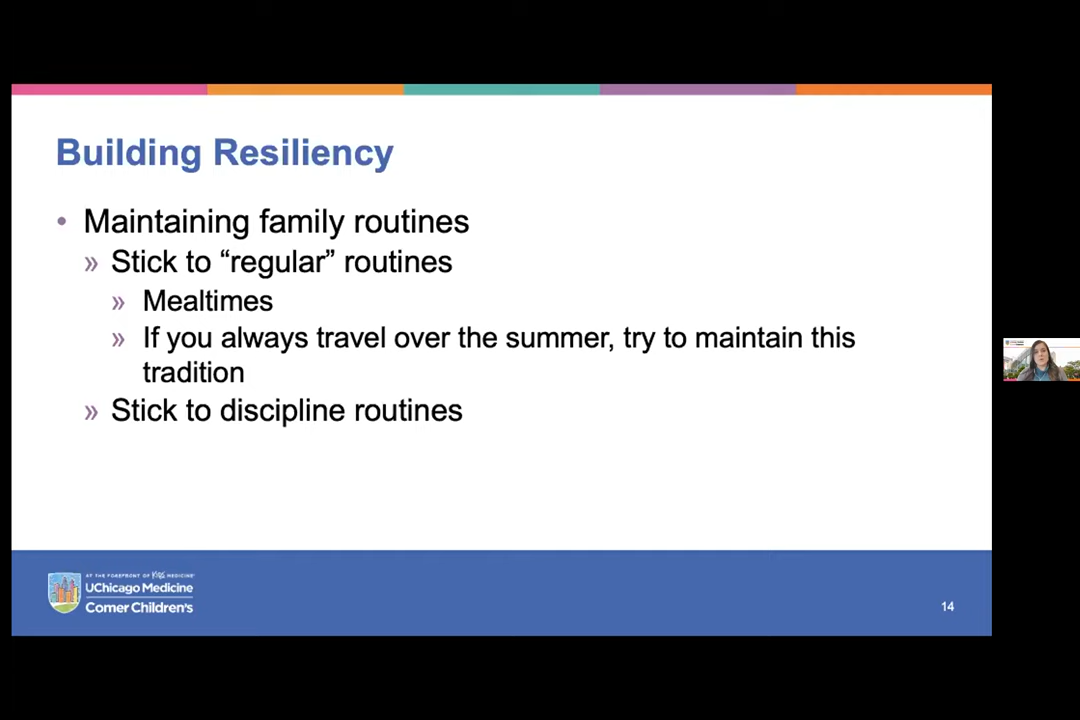 Building Resiliency
• Maintaining family routines
» Stick to “regular” routines
» Mealtimes
» If you always travel over the summer, try to maintain this
tradition
» Stick to discipline routines
AT THE FOREFRONT OF Kids MEDICINE
UChicago Medicine
Comer Children's
14